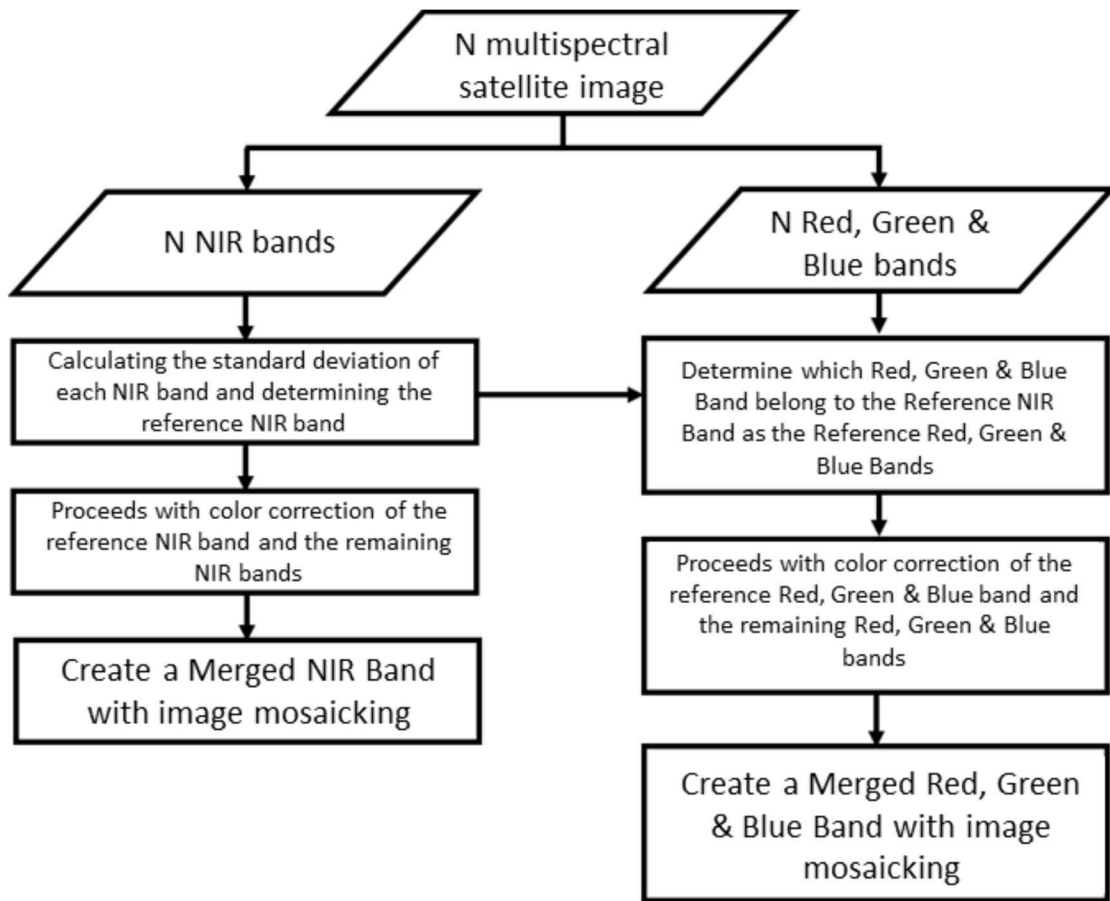 N multispectral
satellite image
N NIR bands
N Red, Green &
Blue bands
Calculating the standard deviation of
each NIR band and determining the
reference NIR band
Determine which Red, Green & Blue
Band belong to the Reference NIR
Band as the Reference Red, Green &
Blue Bands
Proceeds with color correction of the
reference NIR band and the remaining
NIR bands
Proceeds with color correction of the
reference Red, Green & Blue band and
the remaining Red, Green & Blue
bands
Create a Merged NIR Band
with image mosaicking
Create a Merged Red, Green
& Blue Band with image
mosaicking